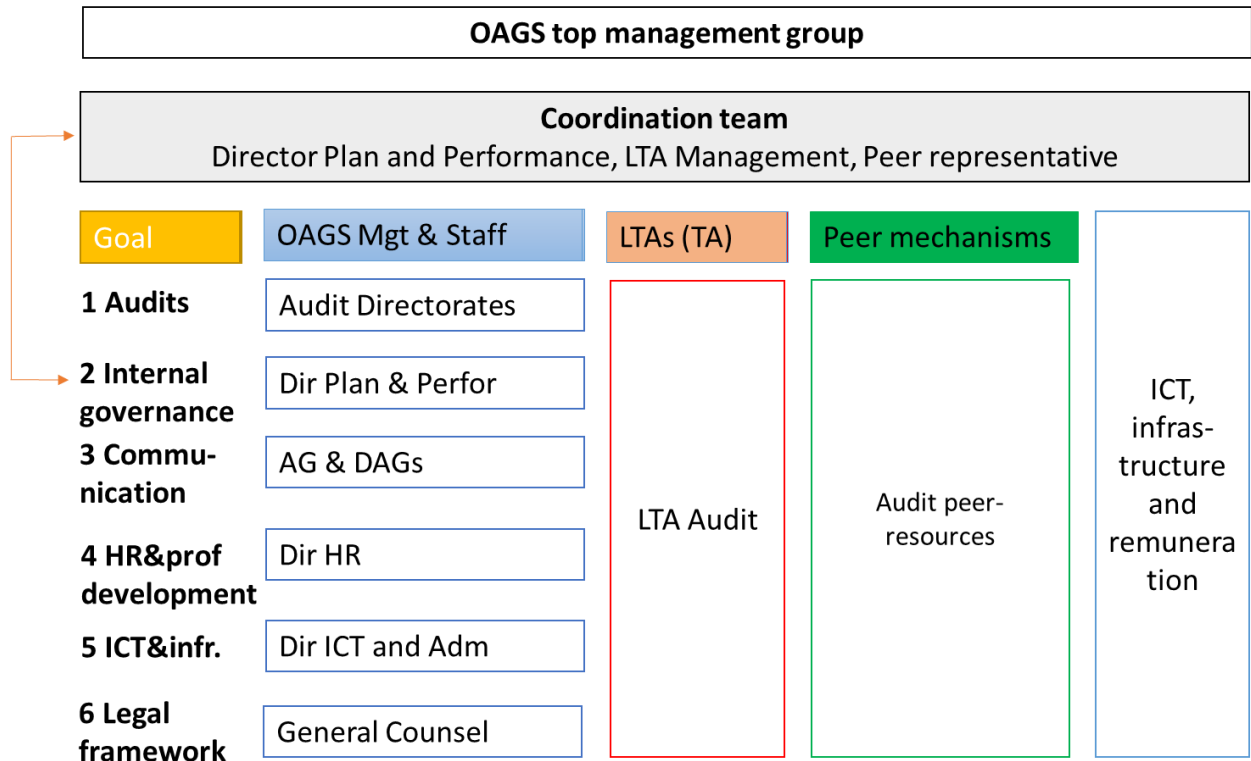 OAGS top management group
Coordination team
Director Plan and Performance, LTA Management, Peer representative
Goal
OAGS Mgt & Staff
LTAs (TA)
Peer mechanisms
1 Audits
Audit Directorates
2 Internal
governance
Dir Plan & Perfor
3 Commu-
nication
AG & DAGs
4 HR&prof
development
Dir HR
5 ICT&infr.
Dir ICT and Adm
6 Legal
framework
General Counsel
LTA Audit
Audit peer-
resources
ICT,
infras-
tructure
and
remunera
tion